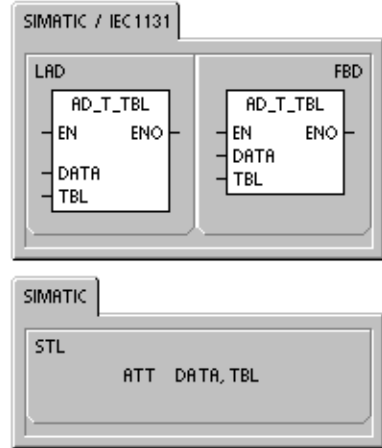 SIMATIC / IEC1131
LAD
FBD
AD_T_TBL
EN ENO
DATA
TBL
AD_T_TBL
EN ENO
DATA
TBL
SIMATIC
STL
ATT DATA, TBL